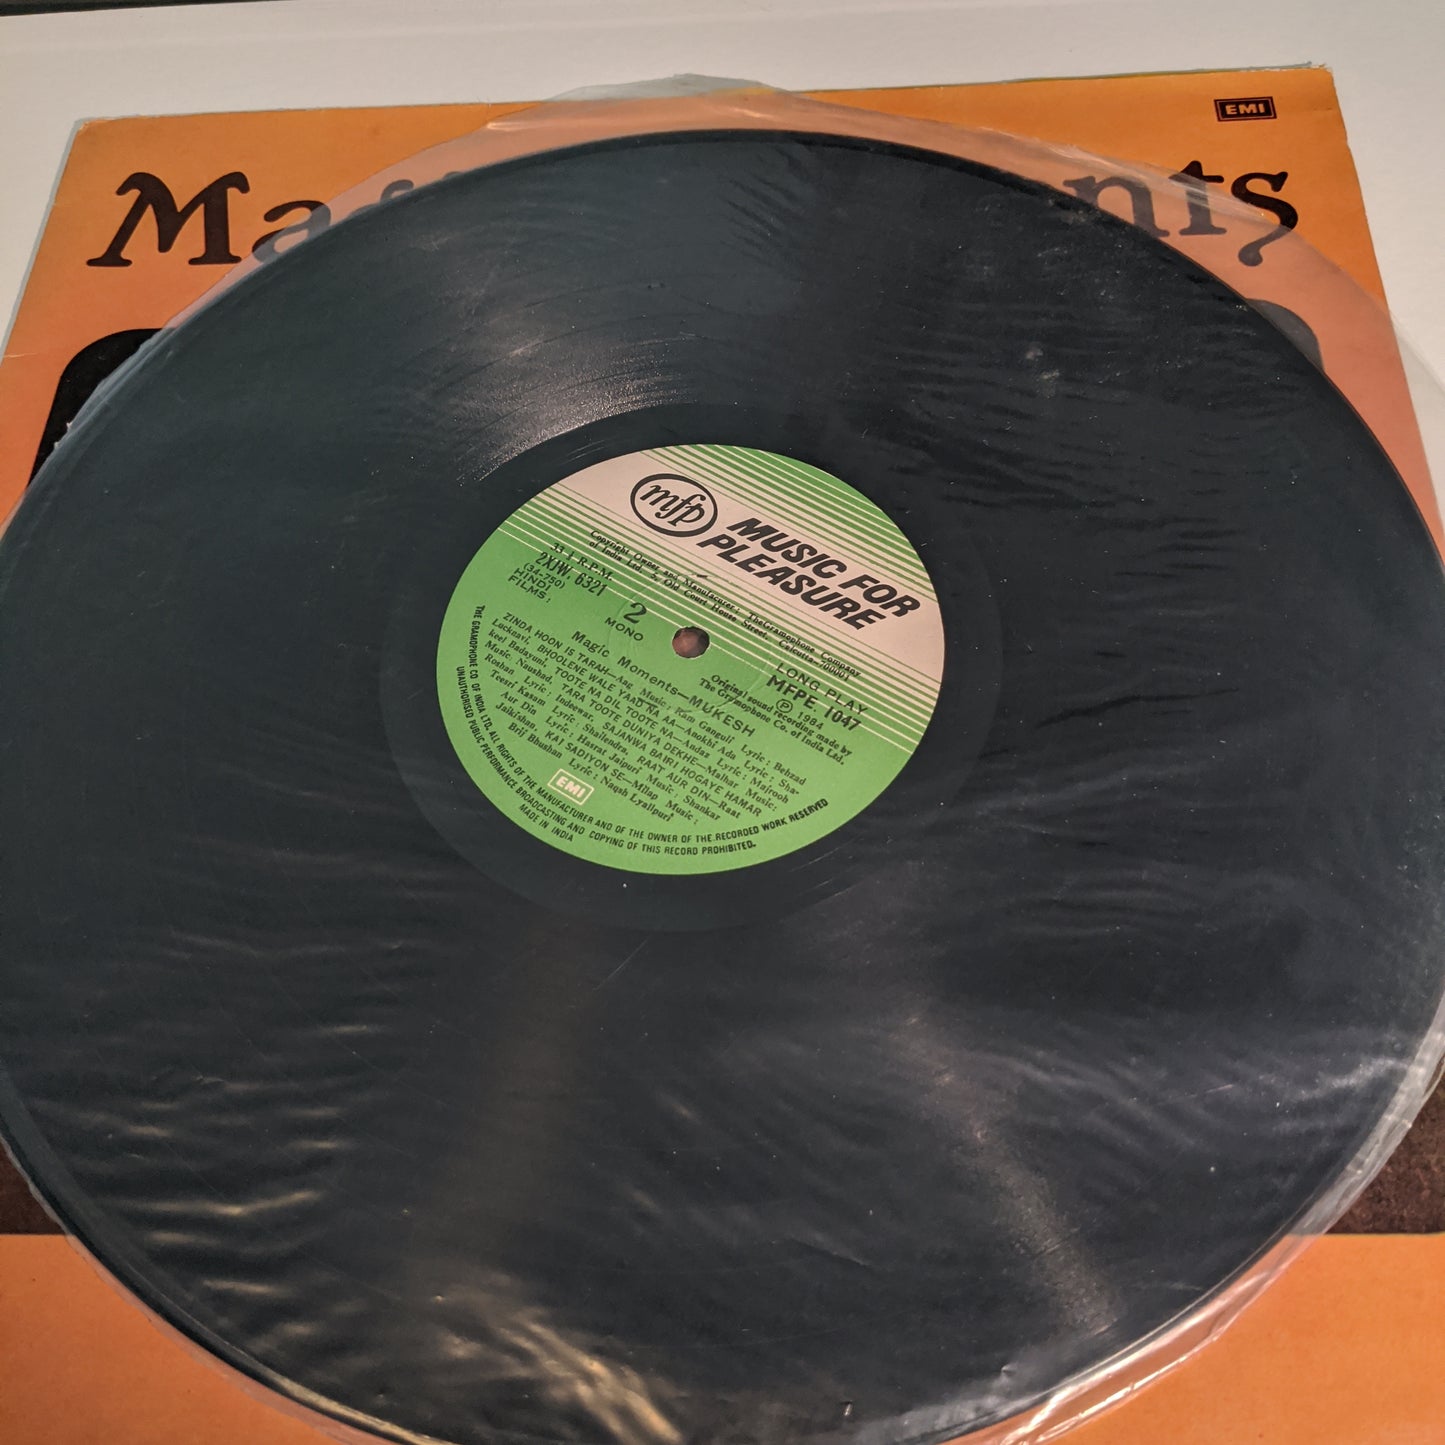 EMI
Ma
nts
mfp
MUSIC FOR
PLEASURE
Copyright Owner and Manufacturer: TheGramophone Company
of India Ltd. 5, Old Court House Street, Calcutta-700001
33⅓ R.P.M.
2XJW. 6321
(34-750)
HINDI
FILMS:
2
MONO
LONG PLAY
MFPE 1047
℗ 1984
Original sound recording made by
The Gramophone Co. of India Ltd.
Magic Moments—MUKESH
ZINDA HOON IS TARAH—Aag Music: Ram Ganguli Lyric: Behzad
Lucknavi, BHOOLENE WALE YAAD NA AA—Anokhi Ada Lyric: Sha-
keel Badayuni, TOOTE NA DIL TOOTE NA—Andaz Lyric: Majrooh
Music: Naushad, TARA TOOTE DUNIYA DEKHE—Malhar Music:
Roshan Lyric: Indeewar, SAJANWA BAIRI HOGAYE HAMAR
Teesri Kasam Lyric: Shailendra, RAAT AUR DIN—Raat
Aur Din Lyric: Hasrat Jaipuri Music: Shankar
Jaikishan, KAI SADIYON SE—Milap Music:
Brij Bhushan Lyric: Naqsh Lyallpuri
EMI
THE GRAMOPHONE CO. OF INDIA LTD. ALL RIGHTS OF THE MANUFACTURER AND OF THE OWNER OF THE RECORDED WORK RESERVED
UNAUTHORISED PUBLIC PERFORMANCE BROADCASTING AND COPYING OF THIS RECORD PROHIBITED.
MADE IN INDIA